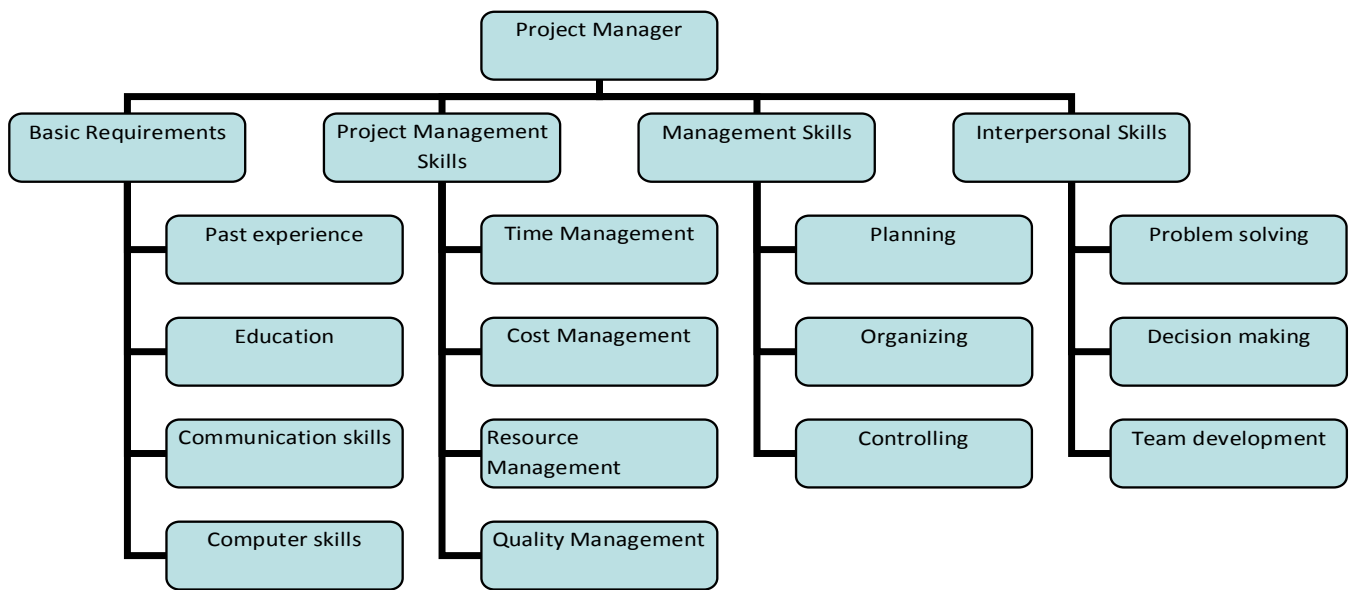 Project Manager
Basic Requirements
Project Management
Skills
Management Skills
Interpersonal Skills
Past experience
Time Management
Planning
Problem solving
Education
Cost Management
Organizing
Decision making
Communication skills
Resource
Management
Controlling
Team development
Computer skills
Quality Management